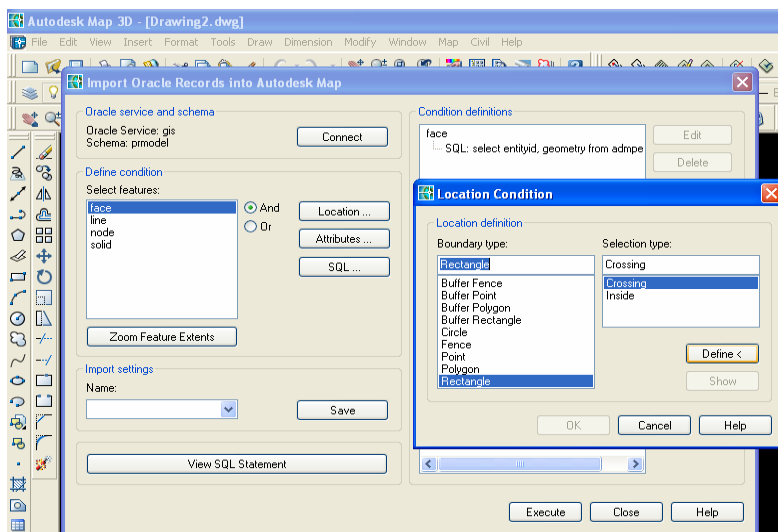 Autodesk Map 3D - [Drawing2.dwg]
File Edit View Insert Format Tools Draw Dimension Modify Window Map Civil Help
Import Oracle Records into Autodesk Map
Oracle service and schema
Oracle Service: gis
Schema: prmodel
Connect
Define condition
Select features:
face
line
node
solid
And
Or
Location ...
Attributes ...
SQL ...
Zoom Feature Extents
Import settings
Name:
Save
View SQL Statement
Condition definitions
face
SQL: select entityid, geometry from admpe
Edit
Delete
Location Condition
Location definition
Boundary type:
Rectangle
Buffer Fence
Buffer Point
Buffer Polygon
Buffer Rectangle
Circle
Fence
Point
Polygon
Rectangle
Selection type:
Crossing
Crossing
Inside
Define <
Show
OK Cancel Help
Execute Close Help